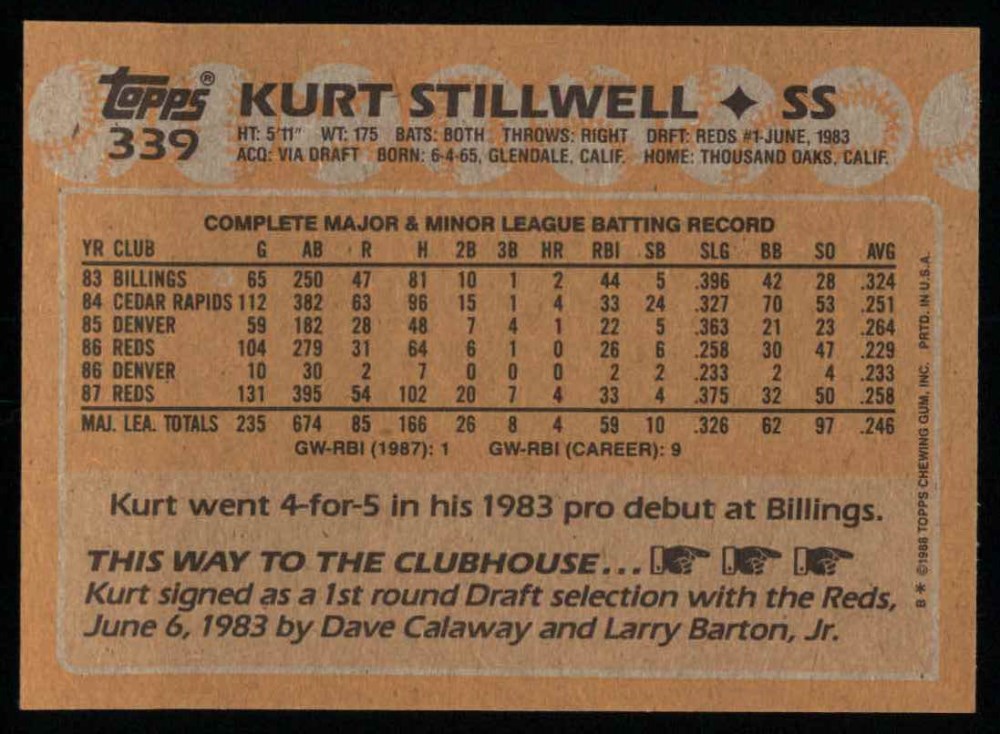 topps®
339
KURT STILLWELL ✦ SS
HT: 5'11" WT: 175 BATS: BOTH THROWS: RIGHT DRFT: REDS #1-JUNE, 1983
ACQ: VIA DRAFT BORN: 6-4-65, GLENDALE, CALIF. HOME: THOUSAND OAKS, CALIF.
COMPLETE MAJOR & MINOR LEAGUE BATTING RECORD
YR CLUB G AB R H 2B 3B HR RBI SB SLG BB SO AVG
83 BILLINGS 65 250 47 81 10 1 2 44 5 .396 42 28 .324
84 CEDAR RAPIDS 112 382 63 96 15 1 4 33 24 .327 70 53 .251
85 DENVER 59 182 28 48 7 4 1 22 5 .363 21 23 .264
86 REDS 104 279 31 64 6 1 0 26 6 .258 30 47 .229
86 DENVER 10 30 2 7 0 0 0 2 2 .233 2 4 .233
87 REDS 131 395 54 102 20 7 4 33 4 .375 32 50 .258
MAJ. LEA. TOTALS 235 674 85 166 26 8 4 59 10 .326 62 97 .246
GW-RBI (1987): 1 GW-RBI (CAREER): 9
Kurt went 4-for-5 in his 1983 pro debut at Billings.
THIS WAY TO THE CLUBHOUSE...
Kurt signed as a 1st round Draft selection with the Reds,
June 6, 1983 by Dave Calaway and Larry Barton, Jr.
B * ©1988 TOPPS CHEWING GUM, INC. PRTD. IN U.S.A.